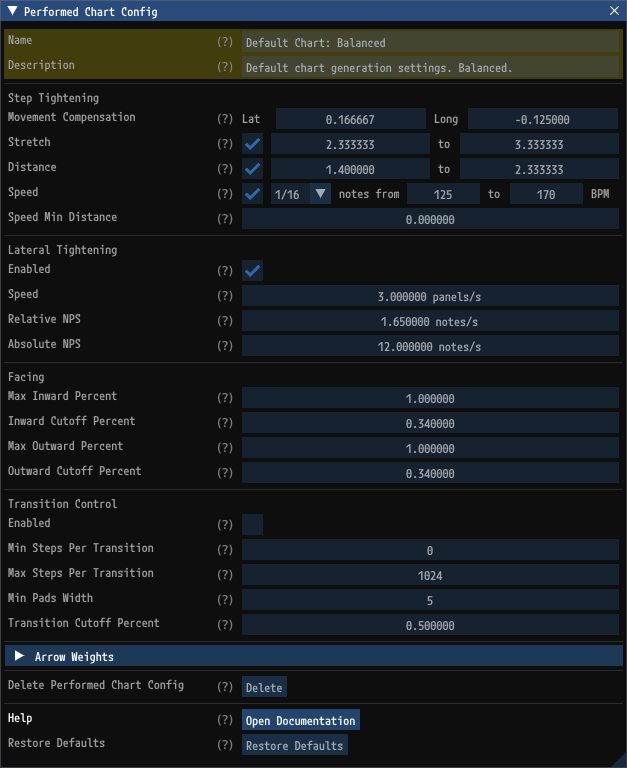 Performed Chart Config
Name (?) Default Chart: Balanced
Description (?) Default chart generation settings. Balanced.
Step Tightening
Movement Compensation (?) Lat 0.166667 Long -0.125000
Stretch (?) 2.333333 to 3.333333
Distance (?) 1.400000 to 2.333333
Speed (?) 1/16 notes from 125 to 170 BPM
Speed Min Distance (?) 0.000000
Lateral Tightening
Enabled (?)
Speed (?) 3.000000 panels/s
Relative NPS (?) 1.650000 notes/s
Absolute NPS (?) 12.000000 notes/s
Facing
Max Inward Percent (?) 1.000000
Inward Cutoff Percent (?) 0.340000
Max Outward Percent (?) 1.000000
Outward Cutoff Percent (?) 0.340000
Transition Control
Enabled (?)
Min Steps Per Transition (?) 0
Max Steps Per Transition (?) 1024
Min Pads Width (?) 5
Transition Cutoff Percent (?) 0.500000
Arrow Weights
Delete Performed Chart Config (?) Delete
Help (?) Open Documentation
Restore Defaults (?) Restore Defaults